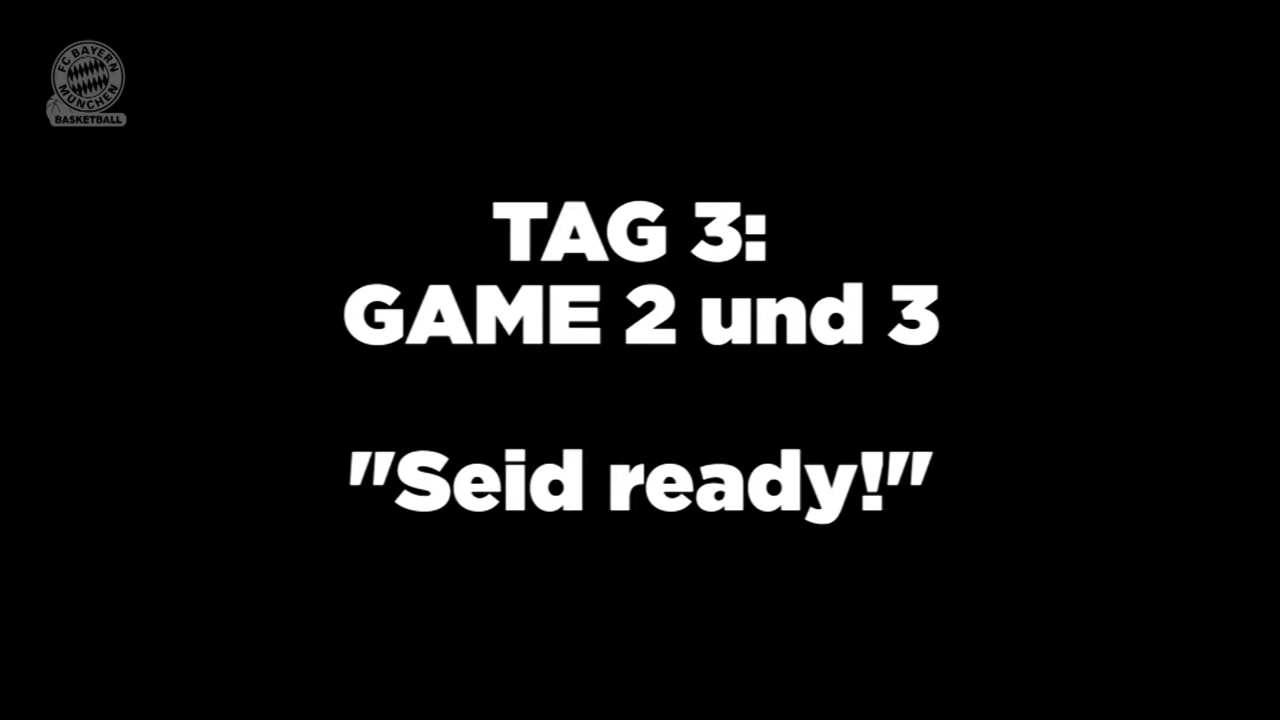 FC BAYERN
MÜNCHEN
BASKETBALL
TAG 3:
GAME 2 und 3
"Seid ready!"